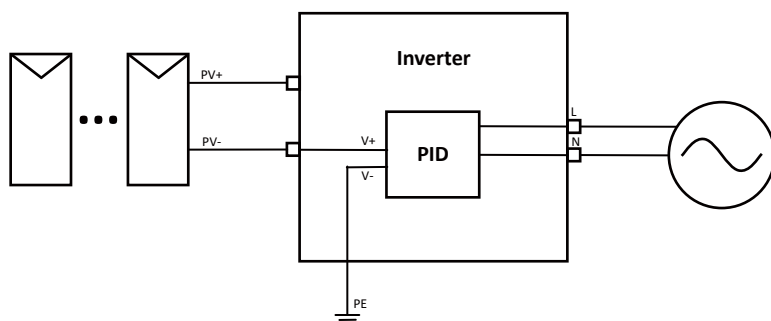 Inverter
PV+
L
V+
N
PV-
PID
V-
PE